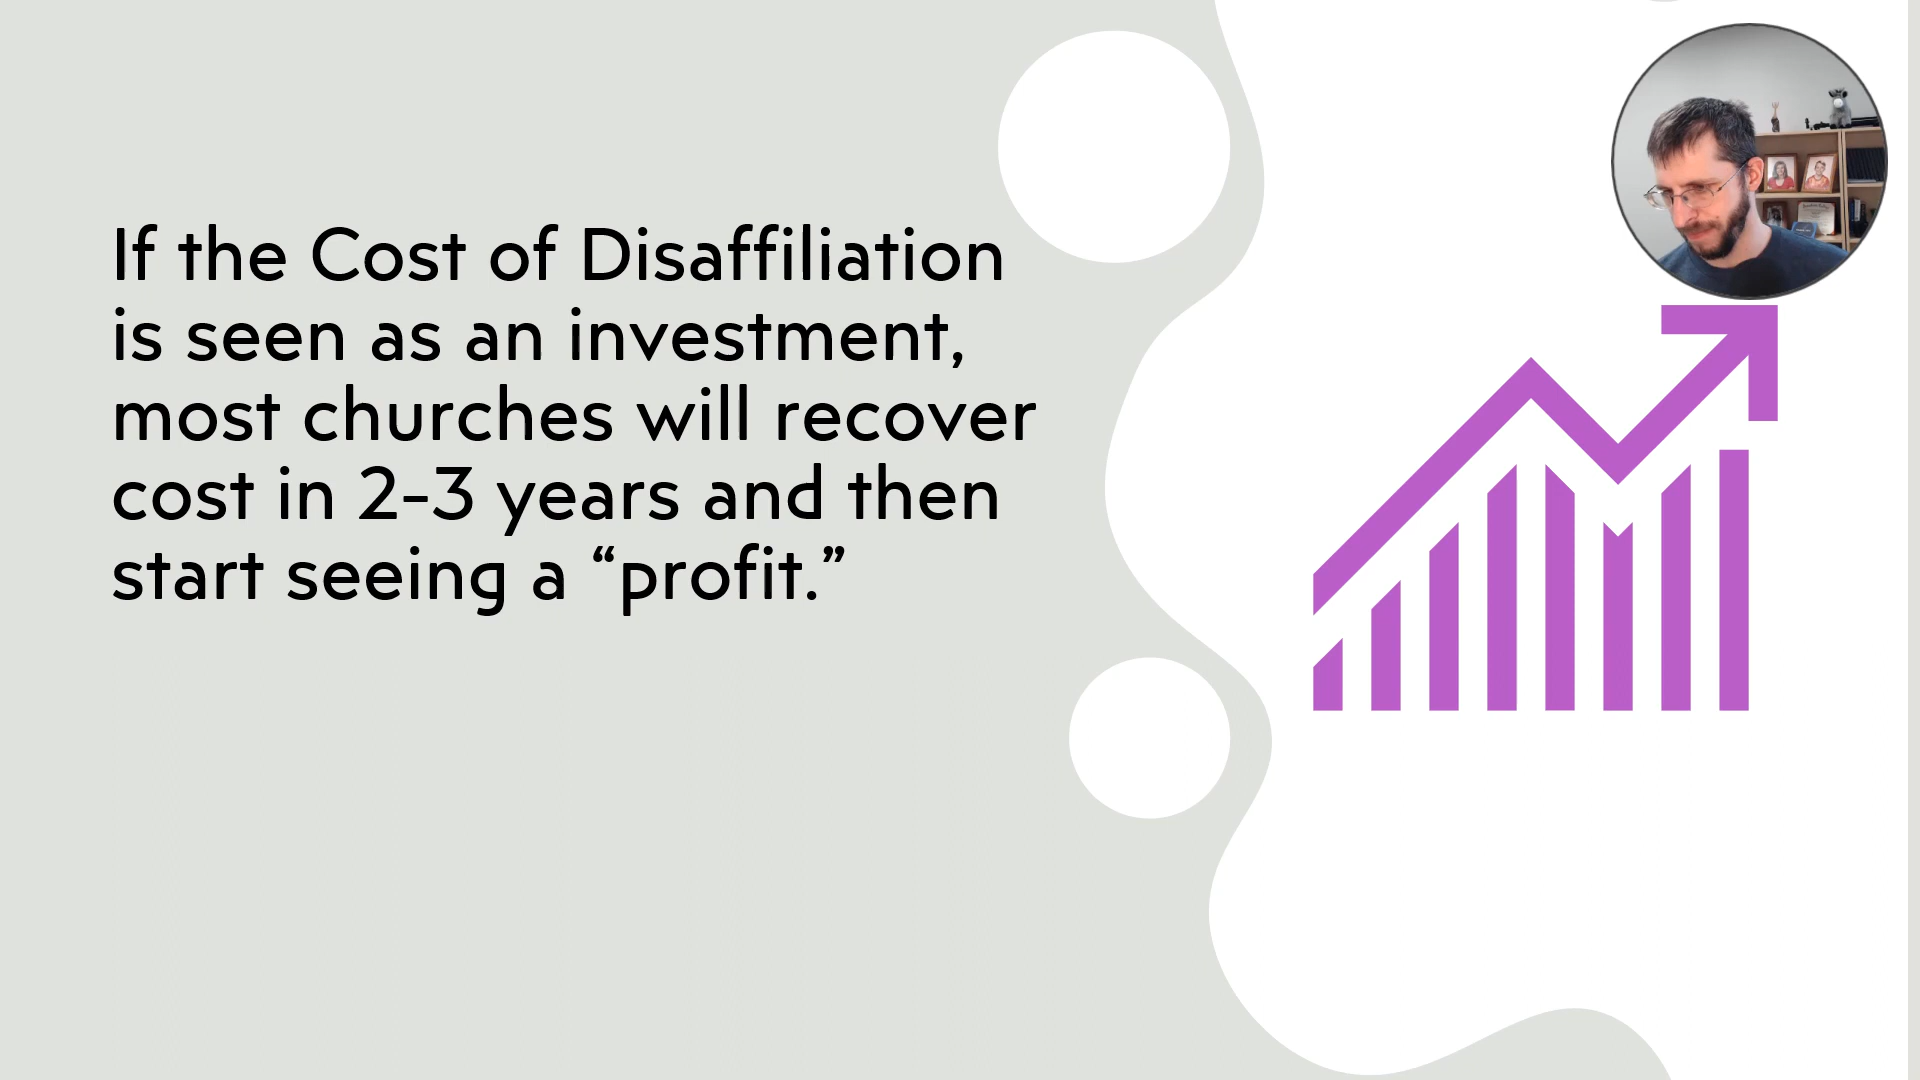 If the Cost of Disaffiliation
is seen as an investment,
most churches will recover
cost in 2-3 years and then
start seeing a “profit.”